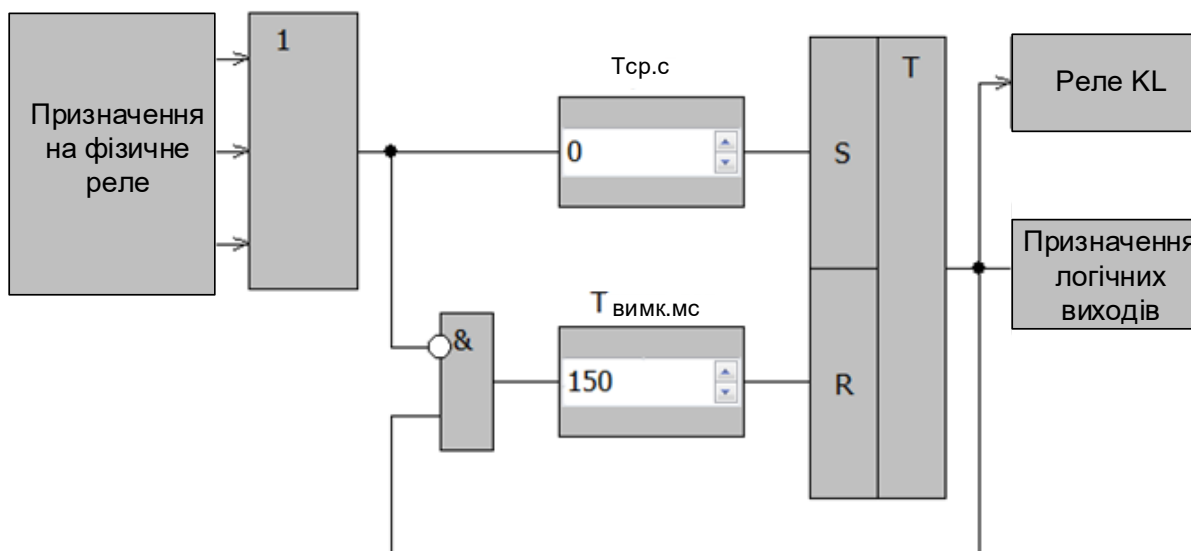 Призначення
на фізичне
реле
1
Тср.с
0
S
T
Реле KL
Призначення
логічних
виходів
&
T вимк.мс
150
R